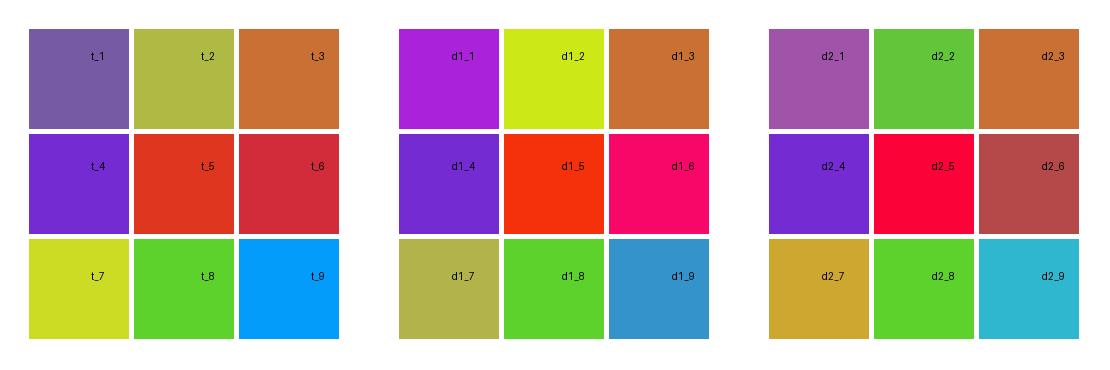 t_1 t_2 t_3 d1_1 d1_2 d1_3 d2_1 d2_2 d2_3
t_4 t_5 t_6 d1_4 d1_5 d1_6 d2_4 d2_5 d2_6
t_7 t_8 t_9 d1_7 d1_8 d1_9 d2_7 d2_8 d2_9